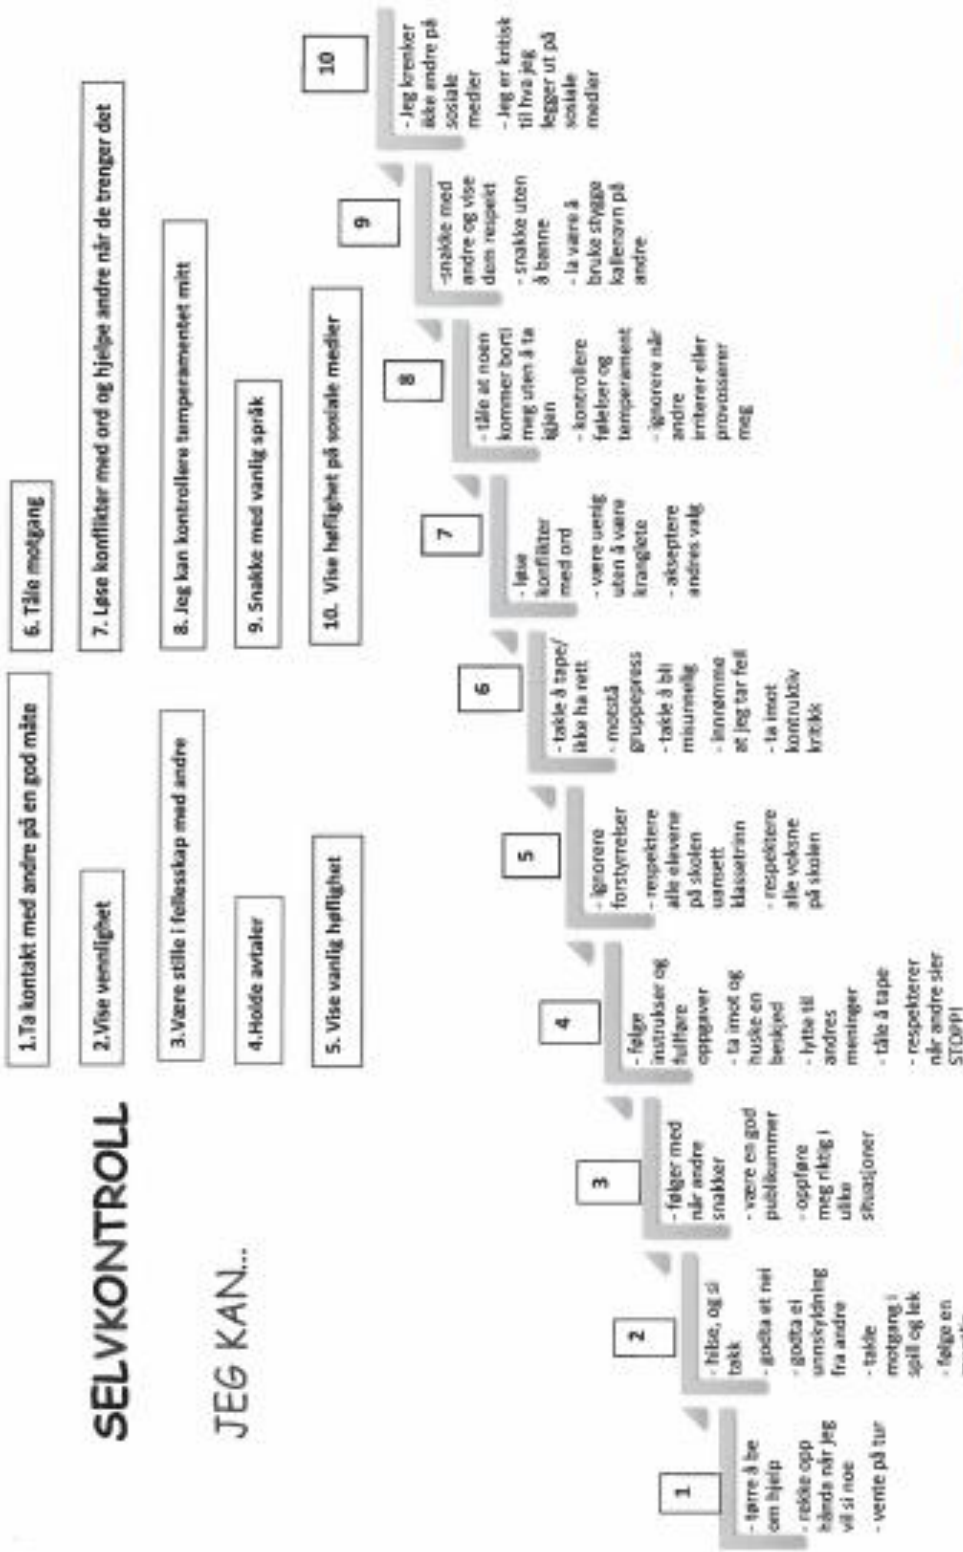 SELVKONTROLL
JEG KAN...
1.Ta kontakt med andre på en god måte
2.Vise vennlighet
3.Være stille i fellesskap med andre
4.Holde avtaler
5. Vise vanlig høflighet
6. Tåle motgang
7. Løse konflikter med ord og hjelpe andre når de trenger det
8. Jeg kan kontrollere temperamentet mitt
9. Snakke med vanlig språk
10. Vise høflighet på sosiale medier
1
- tørre å be
om hjelp
- rekke opp
hånda når jeg
vil si noe
- vente på tur
2
- hilse, og si
takk
- godta et nei
- godta ei
unnskyldning
fra andre
- takle
motgang i
spill og lek
- følge en
3
- følger med
når andre
snakker
- være en god
publikummer
- oppføre
meg riktig i
ulike
situasjoner
4
- følge
instrukser og
fullføre
oppgaver
- ta imot og
huske en
beskjed
- lytte til
andres
meninger
- tåle å tape
- respekterer
når andre sier
STOPP!
5
- ignorere
forstyrrelser
- respektere
alle elevene
på skolen
uansett
klassetrinn
- respektere
alle voksne
på skolen
6
- takle å tape/
ikke ha rett
- motstå
gruppepress
- takle å bli
misunnelig
- innrømme
at jeg tar feil
- ta imot
kontruktiv
kritikk
7
- løse
konflikter
med ord
- være uenig
uten å være
kranglete
- akseptere
andres valg
8
- tåle at noen
kommer borti
meg uten å ta
igjen
- kontrollere
følelser og
temperament
- ignorere når
andre
irriterer eller
provosserer
meg
9
-snakke med
andre og vise
dem respekt
- snakke uten
å banne
- la være å
bruke stygge
kallenavn på
andre
10
- Jeg krenker
ikke andre på
sosiale
medier
- Jeg er kritisk
til hva jeg
legger ut på
sosiale
medier